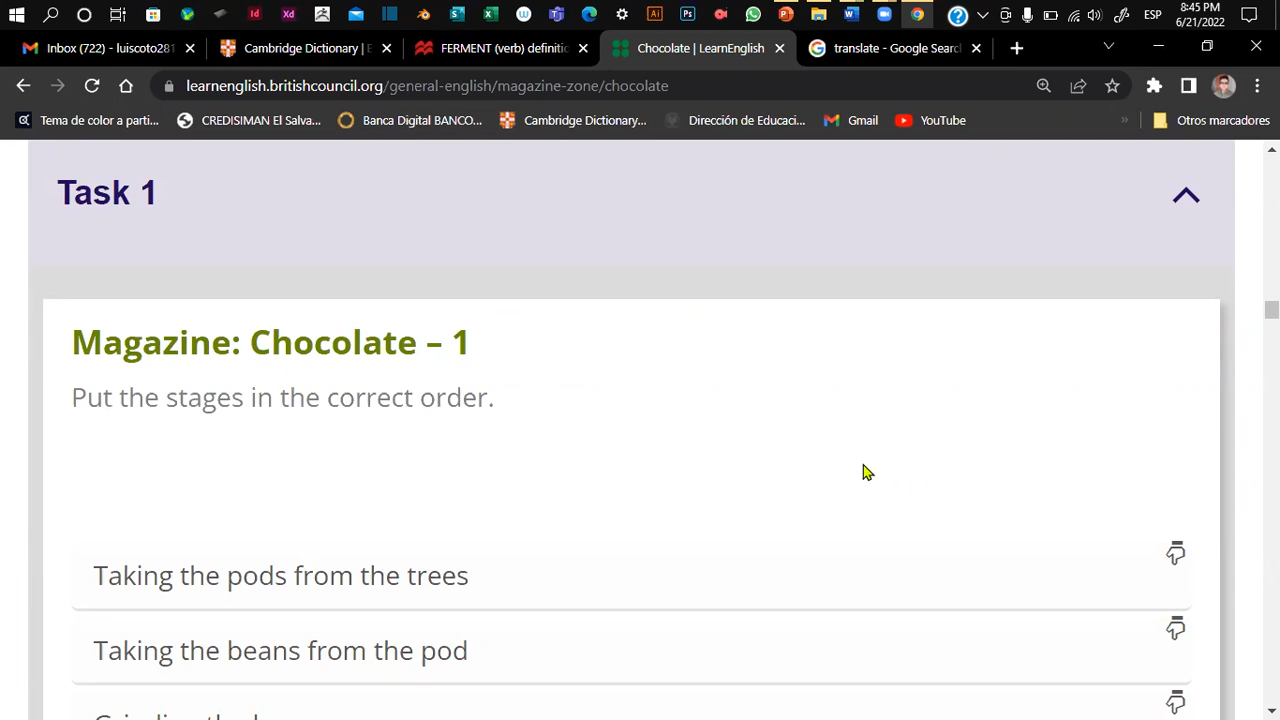 8:45 PM
ESP
6/21/2022
Inbox (722) - luiscoto281
Cambridge Dictionary | E
FERMENT (verb) definitio
Chocolate | LearnEnglish
translate - Google Search
learnenglish.britishcouncil.org/general-english/magazine-zone/chocolate
Tema de color a parti...
CREDISIMAN El Salva...
Banca Digital BANCO...
Cambridge Dictionary...
Dirección de Educaci...
Gmail
YouTube
Otros marcadores
Task 1
Magazine: Chocolate – 1
Put the stages in the correct order.
Taking the pods from the trees
Taking the beans from the pod